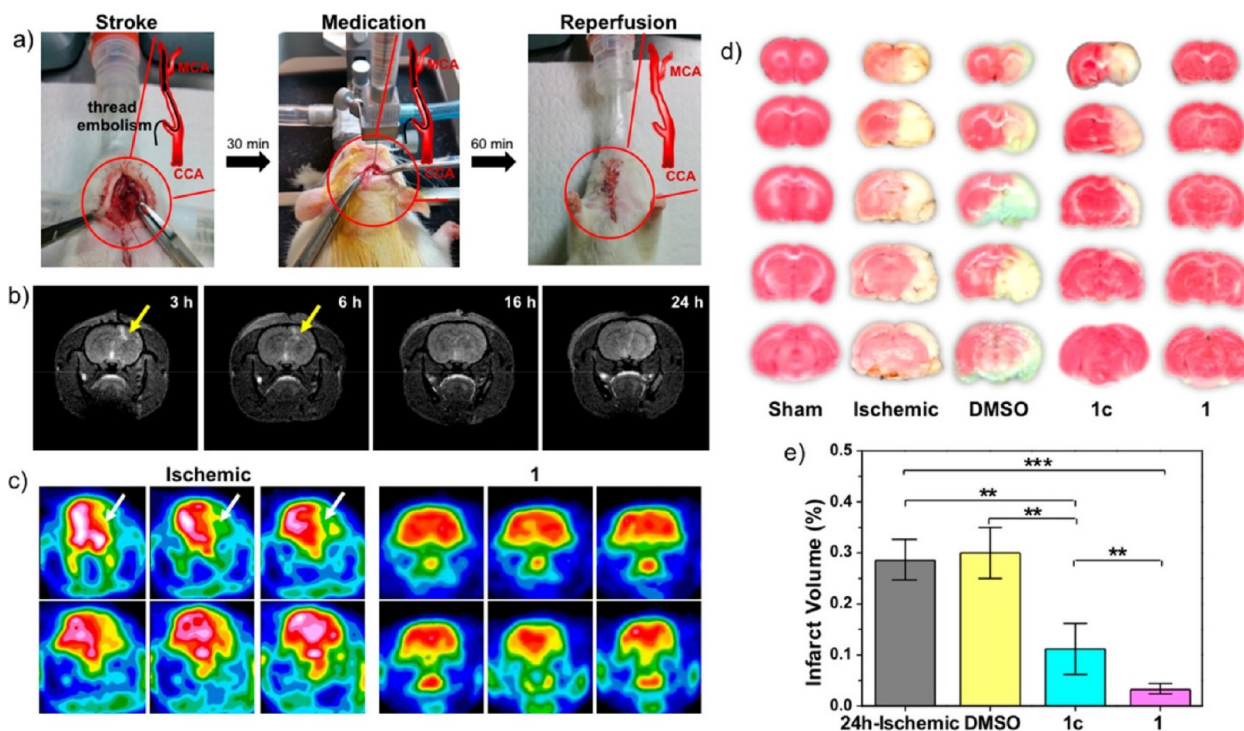 a)
Stroke
MCA
thread
embolism
CCA
30 min
Medication
MCA
CCA
60 min
Reperfusion
MCA
CCA
b)
3 h
6 h
16 h
24 h
c)
Ischemic
1
d)
Sham
Ischemic
DMSO
1c
1
e)
Infarct Volume (%)
0.5
0.4
0.3
0.2
0.1
0.0
***
**
**
**
24h-Ischemic
DMSO
1c
1